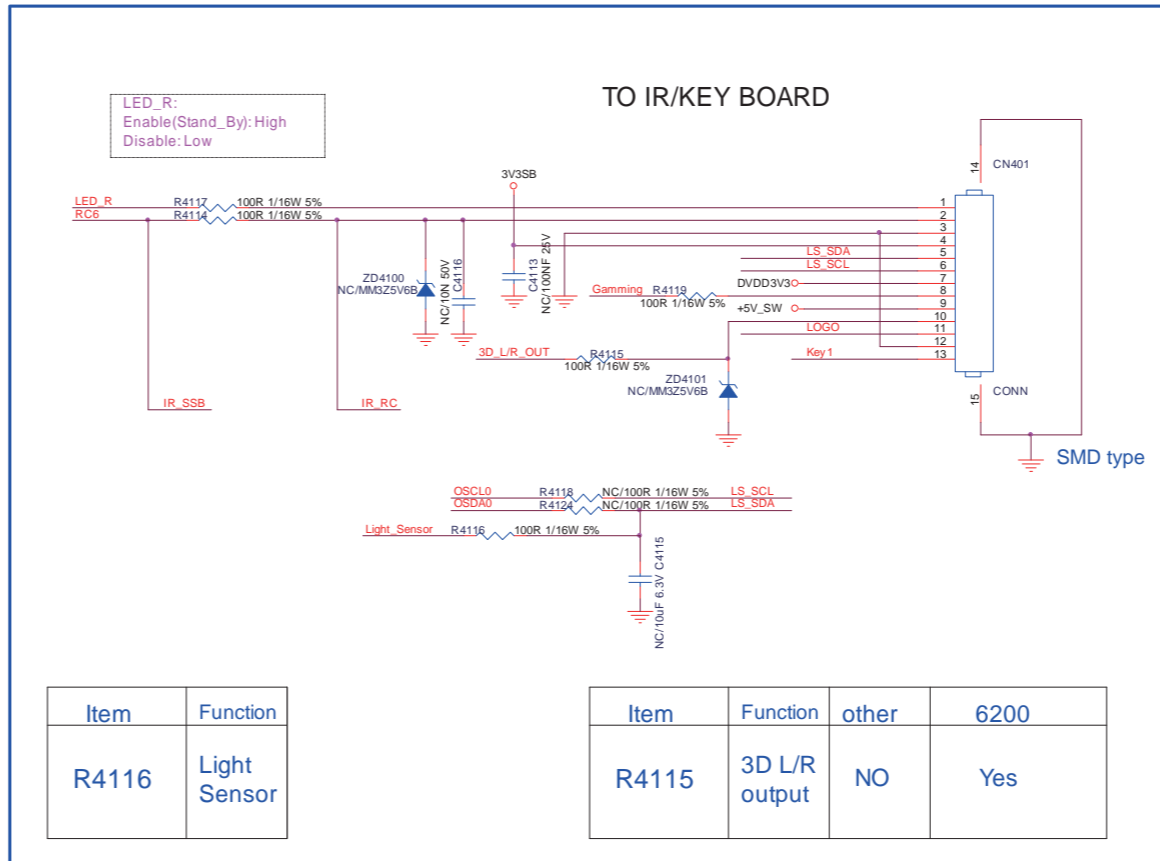 LED_R:
Enable(Stand_By): High
Disable: Low
TO IR/KEY BOARD
3V3SB
14
CN401
LED_R
R4117
100R 1/16W 5%
RC6
R4114
100R 1/16W 5%
1
2
3
4
5
6
7
8
9
10
11
12
13
LS_SDA
LS_SCL
DVDD3V3
ZD4100
NC/MM3Z5V6B
NC/10N 50V
C4116
C4113
NC/100NF 25V
Gamming
R4119
100R 1/16W 5%
+5V_SW
LOGO
3D_L/R_OUT
R4115
100R 1/16W 5%
Key1
ZD4101
NC/MM3Z5V6B
15
CONN
IR_SSB
IR_RC
SMD type
OSCL0
R4118
NC/100R 1/16W 5%
LS_SCL
OSDA0
R4124
NC/100R 1/16W 5%
LS_SDA
Light_Sensor
R4116
100R 1/16W 5%
NC/10uF 6.3V C4115
Item Function
R4116 Light
Sensor
Item Function other 6200
R4115 3D L/R
output NO Yes